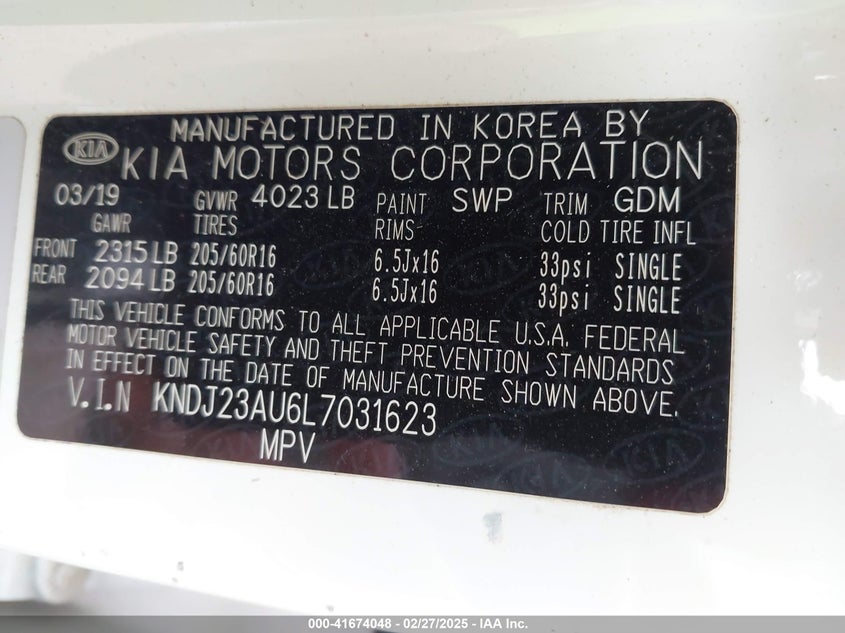 MANUFACTURED IN KOREA BY
KIA KIA MOTORS CORPORATION
03/19 GVWR 4023 LB PAINT SWP TRIM GDM
GAWR TIRES RIMS COLD TIRE INFL
FRONT 2315 LB 205/60R16 6.5Jx16 33psi SINGLE
REAR 2094 LB 205/60R16 6.5Jx16 33psi SINGLE
THIS VEHICLE CONFORMS TO ALL APPLICABLE U.S.A. FEDERAL
MOTOR VEHICLE SAFETY AND THEFT PREVENTION STANDARDS
IN EFFECT ON THE DATE OF MANUFACTURE SHOWN ABOVE.
V.I.N KNDJ23AU6L7031623
MPV
000-41674048 - 02/27/2025 - IAA Inc.